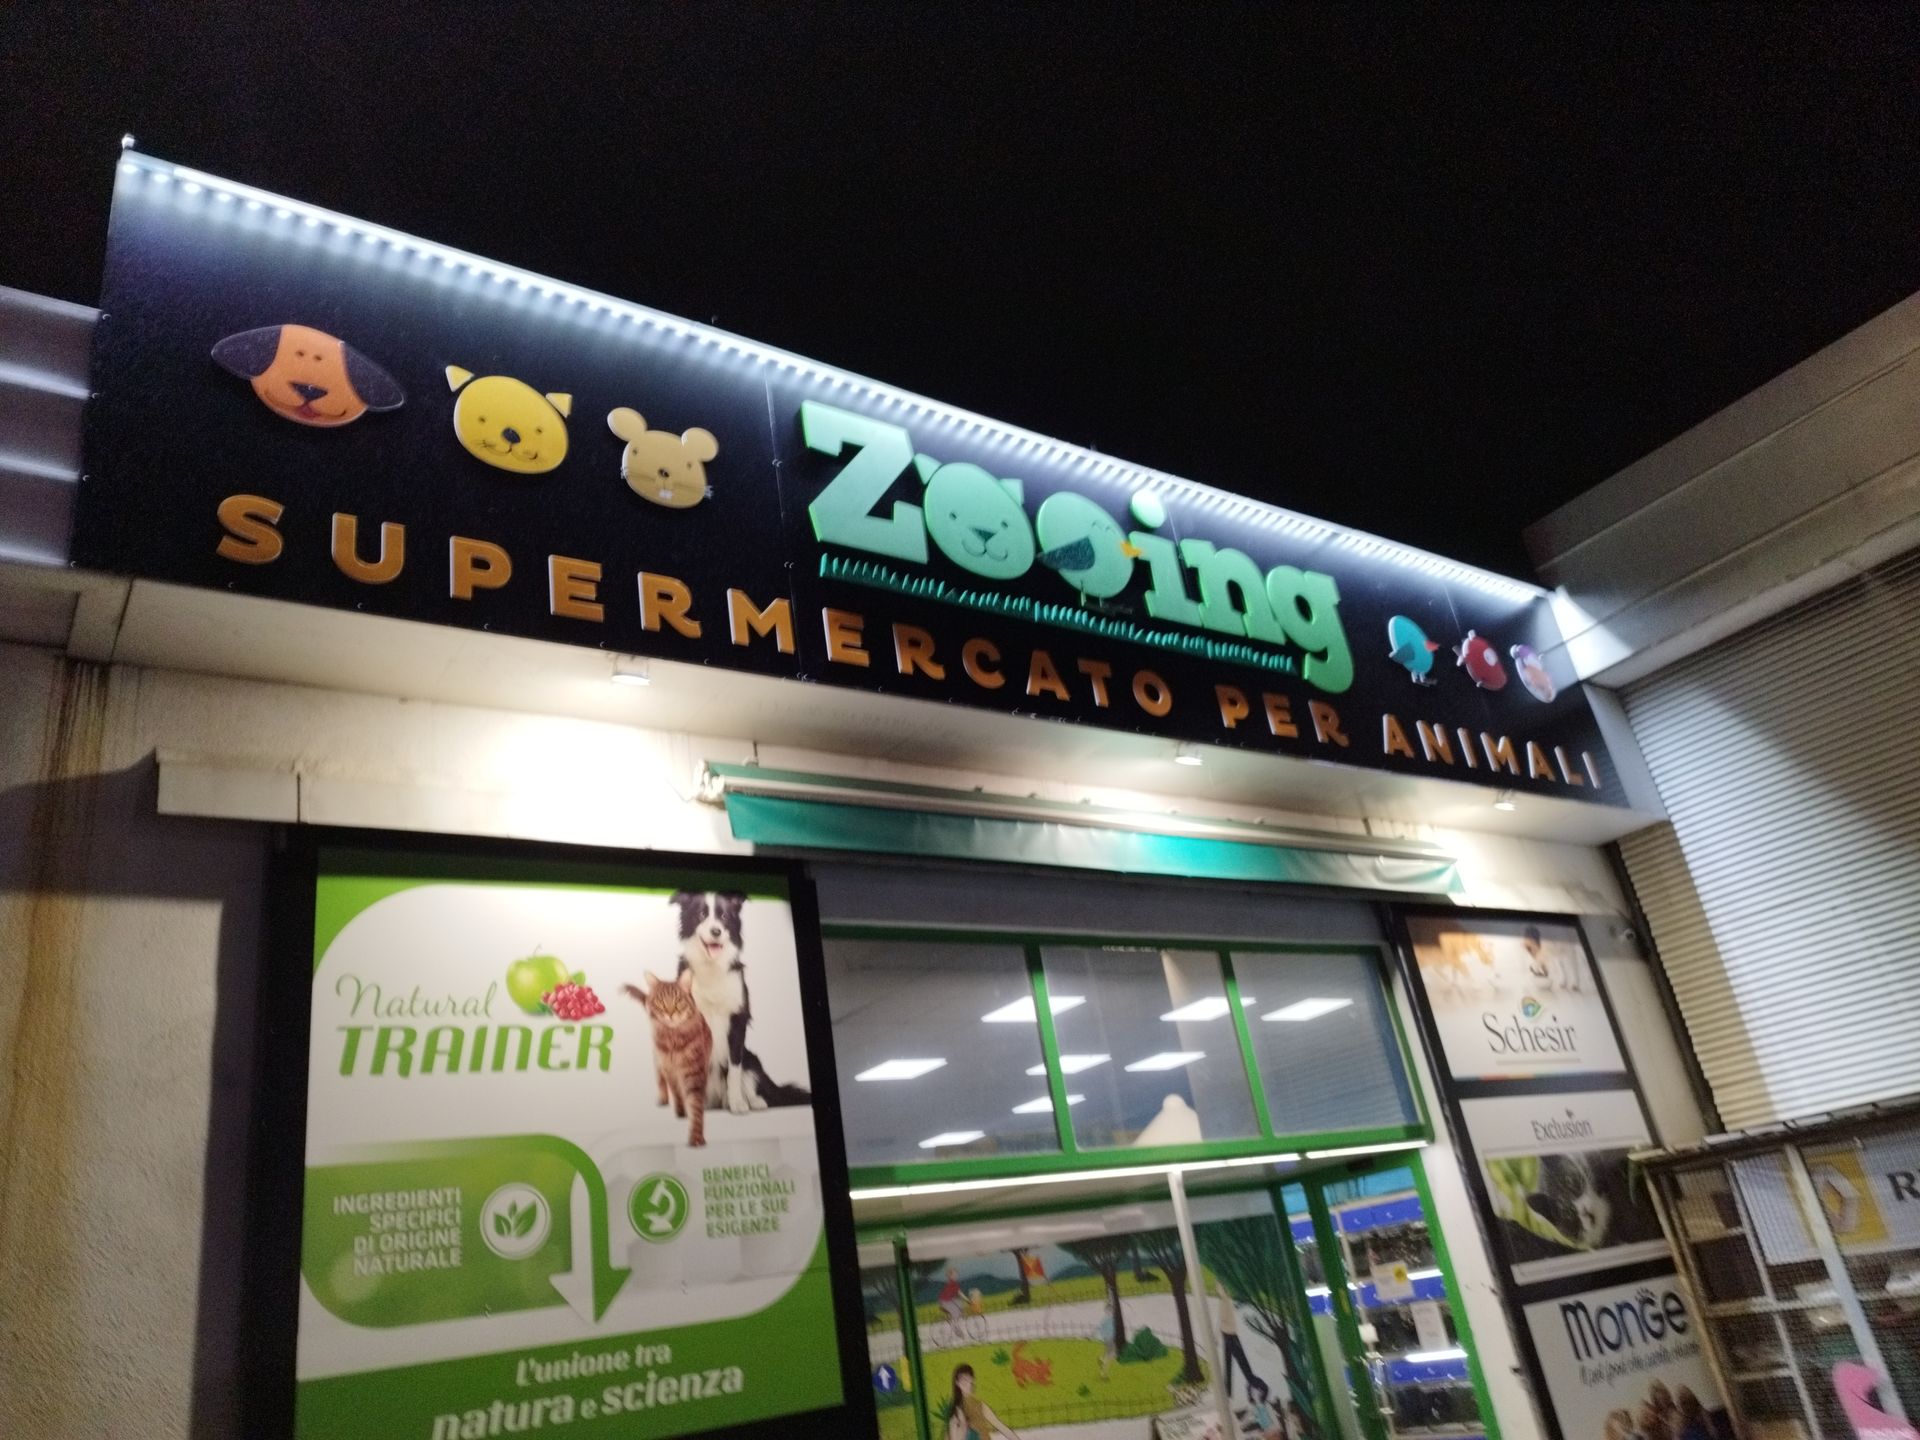 Zooing
SUPERMERCATO PER ANIMALI
Natural
TRAINER
INGREDIENTI
SPECIFICI
DI ORIGINE
NATURALE
BENEFICI
FUNZIONALI
PER LE SUE
ESIGENZE
L'unione tra
natura e scienza
Schesir
Exclusion
MONGE